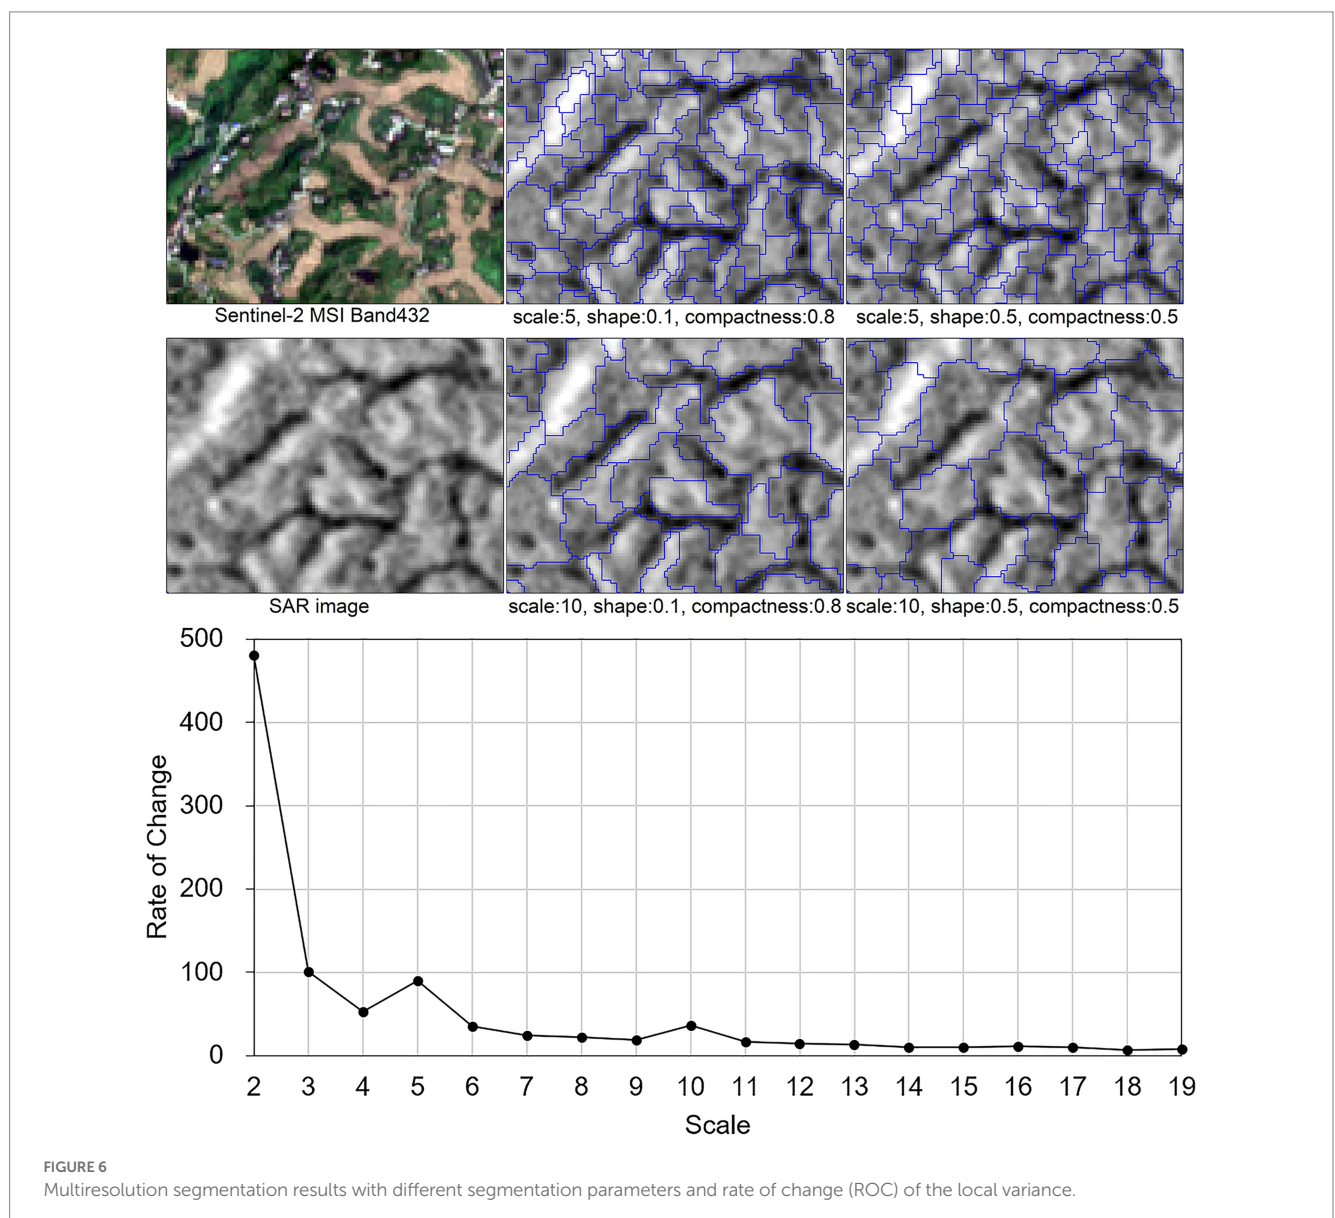 Sentinel-2 MSI Band432
scale:5, shape:0.1, compactness:0.8
scale:5, shape:0.5, compactness:0.5
SAR image
scale:10, shape:0.1, compactness:0.8
scale:10, shape:0.5, compactness:0.5
500
400
300
200
100
0
Rate of Change
2 3 4 5 6 7 8 9 10 11 12 13 14 15 16 17 18 19
Scale
FIGURE 6
Multiresolution segmentation results with different segmentation parameters and rate of change (ROC) of the local variance.